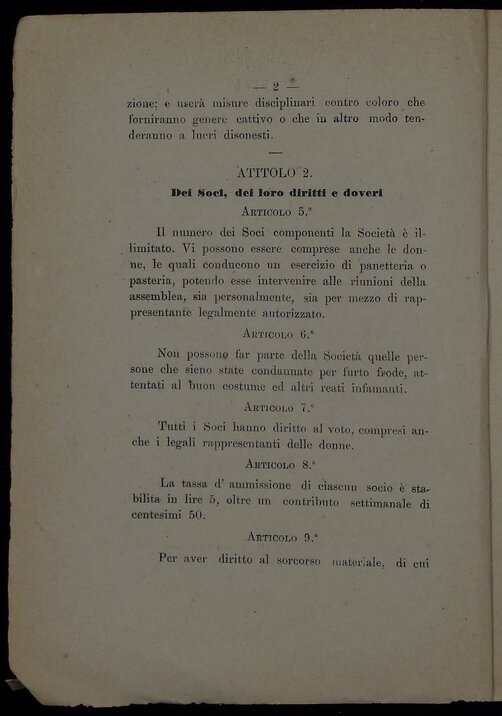 — 2 —
zione; e userà misure disciplinari contro coloro che
forniranno genere cattivo o che in altro modo ten-
deranno a lucri disonesti.
ATITOLO 2.
Dei Soci, dei loro diritti e doveri
ARTICOLO 5.º
Il numero dei Soci componenti la Società è il-
limitato. Vi possono essere comprese anche le don-
ne, le quali conducono un esercizio di panetteria o
pasteria, potendo esse intervenire alle riunioni della
assemblea, sia personalmente, sia per mezzo di rap-
presentante legalmente autorizzato.
ARTICOLO 6.º
Non possono far parte della Società quelle per-
sone che sieno state condannate per furto frode, at-
tentati al buon costume ed altri reati infamanti.
ARTICOLO 7.º
Tutti i Soci hanno diritto al voto, compresi an-
che i legali rappresentanti delle donne.
ARTICOLO 8.º
La tassa d' ammissione di ciascun socio è sta-
bilita in lire 5, oltre un contributo settimanale di
centesimi 50.
ARTICOLO 9.º
Per aver diritto al sorcorso materiale, di cui